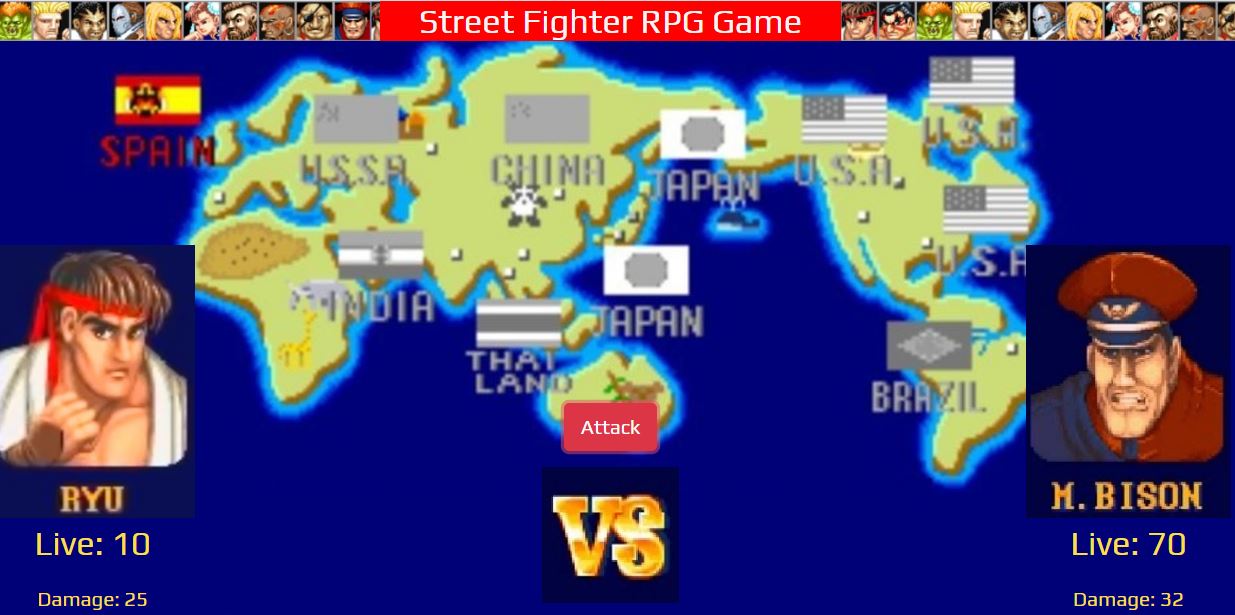 Street Fighter RPG Game
SPAIN
U.S.S.R
CHINA
JAPAN
U.S.A.
U.S.A.
U.S.A
INDIA
JAPAN
THAI
LAND
BRAZIL
Attack
VS
RYU
Live: 10
Damage: 25
M. BISON
Live: 70
Damage: 32